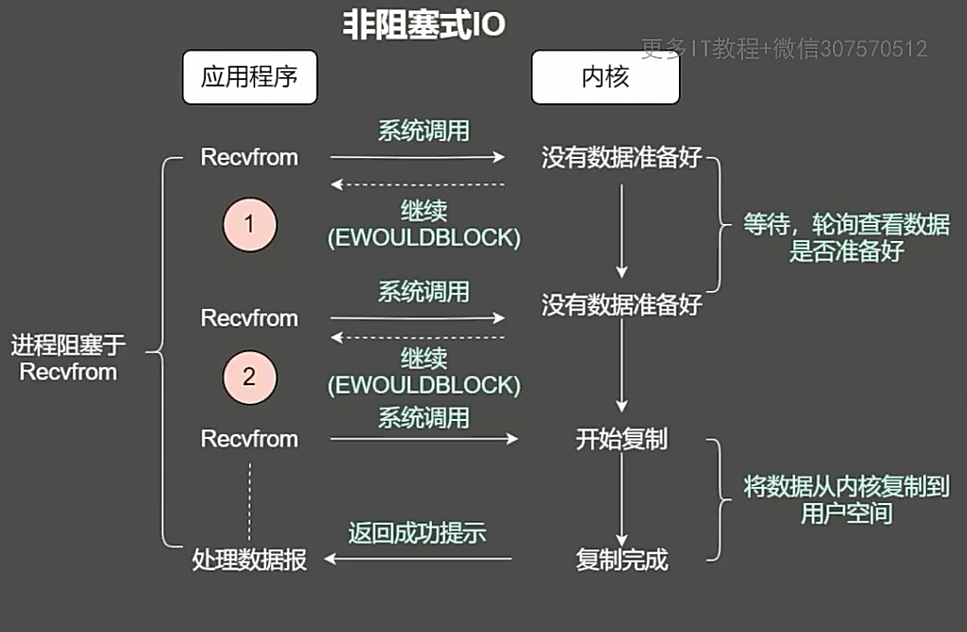 非阻塞式IO
更多IT教程+微信307570512
应用程序
内核
系统调用
Recvfrom
没有数据准备好
1
继续
(EWOULDBLOCK)
等待，轮询查看数据
是否准备好
系统调用
Recvfrom
没有数据准备好
进程阻塞于
Recvfrom
2
继续
(EWOULDBLOCK)
系统调用
Recvfrom
开始复制
将数据从内核复制到
用户空间
返回成功提示
处理数据报
复制完成